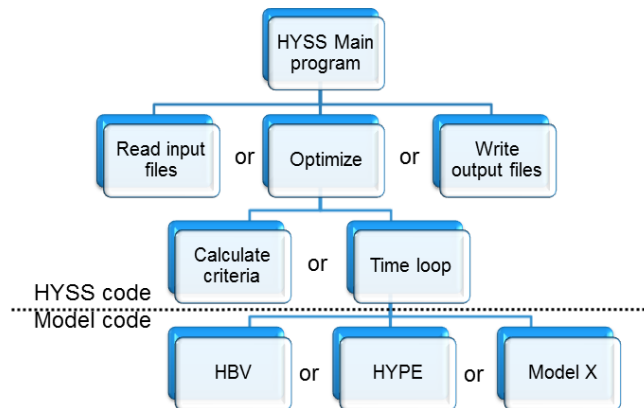 HYSS Main
program
Read input
files
or
Optimize
or
Write
output files
Calculate
criteria
or
Time loop
HYSS code
Model code
HBV
or
HYPE
or
Model X